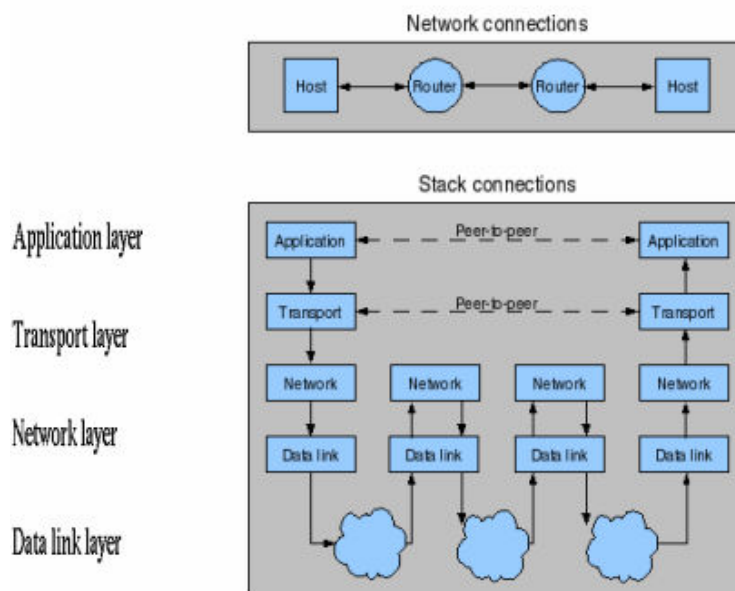 Network connections
Host Router Router Host
Stack connections
Application layer
Application Peer-to-peer Application
Transport layer
Transport Peer-to-peer Transport
Network Network Network Network
Network layer
Data link Data link Data link Data link
Data link layer